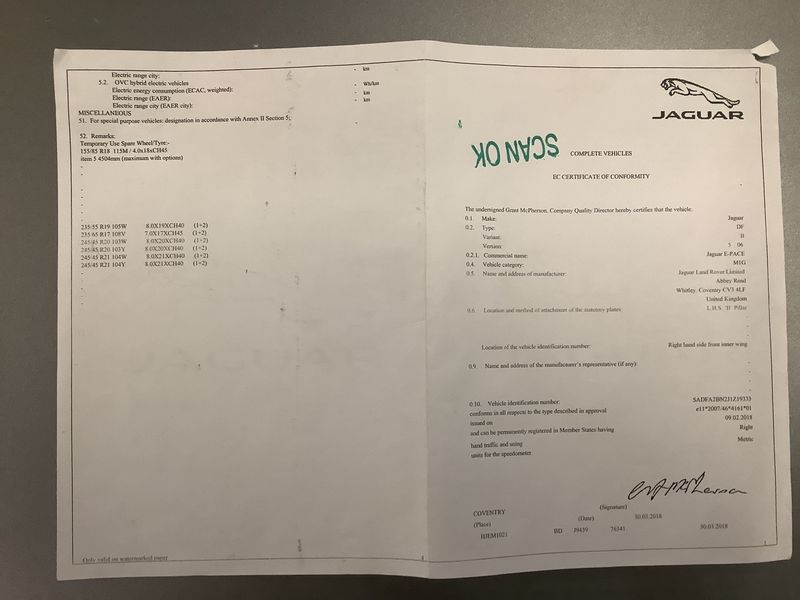 Electric range city: - km
5.2. OVC hybrid electric vehicles
Electric energy consumption (ECAC, weighted): - Wh/km
Electric range (EAER): - km
Electric range city (EAER city): - km
MISCELLANEOUS
51. For special purpose vehicles: designation in accordance with Annex II Section 5;
52. Remarks:
Temporary Use Spare Wheel/Tyre:-
155/85 R18 115M / 4.0x18xCH45
item 5 4504mm (maximum with options)
235/55 R19 105W 8.0X19XCH40 (1+2)
235/65 R17 108V 7.0X17XCH45 (1+2)
245/45 R20 103W 8.0X20XCH40 (1+2)
245/45 R20 103Y 8.0X20XCH40 (1+2)
245/45 R21 104W 8.0X21XCH40 (1+2)
245/45 R21 104Y 8.0X21XCH40 (1+2)
Only valid on watermarked paper
JAGUAR
SCAN OK
COMPLETE VEHICLES
EC CERTIFICATE OF CONFORMITY
The undersigned Grant McPherson, Company Quality Director hereby certifies that the vehicle.
0.1. Make: Jaguar
0.2. Type: DF
Variant:
Version: 5 06
0.2.1. Commercial name: Jaguar E-PACE
0.4. Vehicle category: M1G
0.5. Name and address of manufacturer: Jaguar Land Rover Limited
Abbey Road
Whitley, Coventry CV3 4LF
United Kingdom
0.6. Location and method of attachment of the statutory plates L.H.S. 'B' Pillar
Location of the vehicle identification number: Right hand side front inner wing
0.9. Name and address of the manufacturer's representative (if any):
0.10. Vehicle identification number: SADFA2BN2J1Z19333
conforms in all respects to the type described in approval e11*2007/46*4161*01
issued on 09.02.2018
and can be permanently registered in Member States having Right
hand traffic and using Metric
units for the speedometer
COVENTRY (Signature)
(Place) (Date) 30.03.2018
HJEM1021 BD J9439 76341 30.03.2018